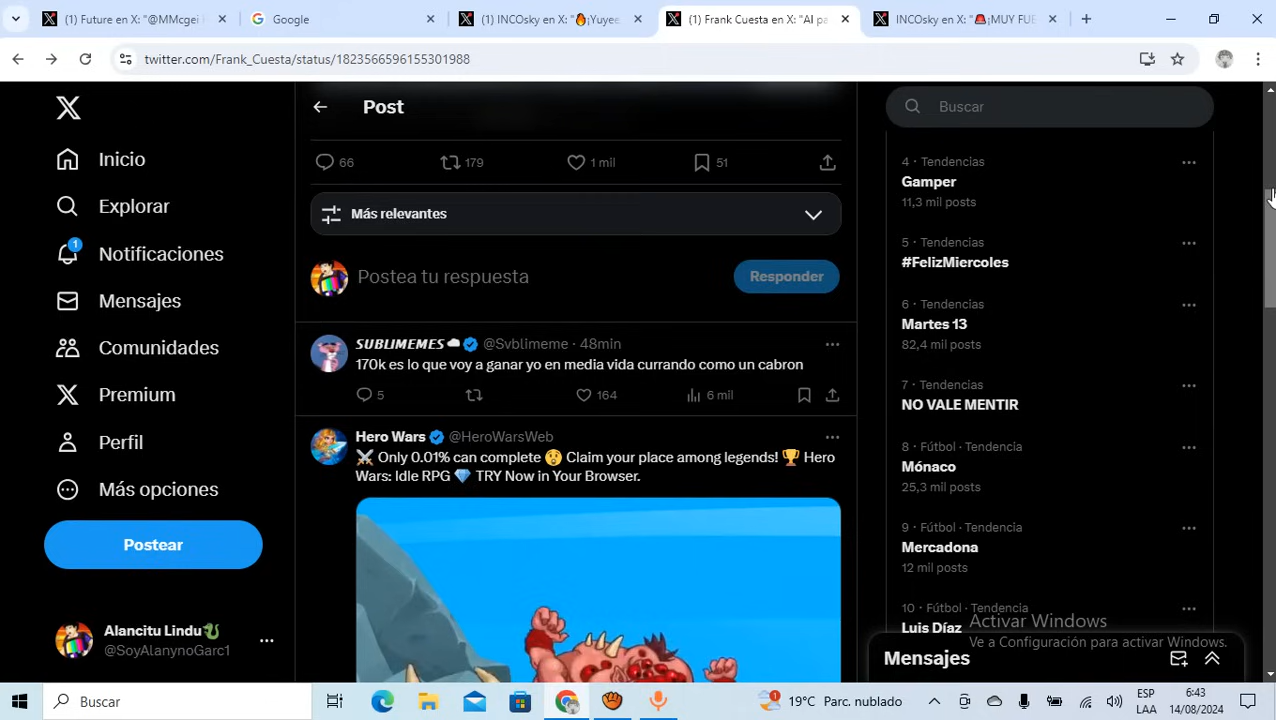 (1) Future en X: "@MMcgei
Google
(1) INCOsky en X: "🔥¡Yuyee
(1) Frank Cuesta en X: "Al pa
INCOsky en X: "🚨¡MUY FUE
twitter.com/Frank_Cuesta/status/1823566596155301988
Post
Buscar
Inicio
Explorar
Notificaciones
1
Mensajes
Comunidades
Premium
Perfil
Más opciones
Postear
Alancitu Lindu🐍
@SoyAlanynoGarc1
66 179 1 mil 51
Más relevantes
Postea tu respuesta
Responder
SUBLIMEMES☁ @Svblimeme · 48min
170k es lo que voy a ganar yo en media vida currando como un cabron
5 164 6 mil
Hero Wars @HeroWarsWeb
⚔️ Only 0.01% can complete 🤫 Claim your place among legends! 🏆 Hero
Wars: Idle RPG 💎 TRY Now in Your Browser.
4 · Tendencias
Gamper
11,3 mil posts
5 · Tendencias
#FelizMiercoles
6 · Tendencias
Martes 13
82,4 mil posts
7 · Tendencias
NO VALE MENTIR
8 · Fútbol · Tendencia
Mónaco
25,3 mil posts
9 · Fútbol · Tendencia
Mercadona
12 mil posts
10 · Fútbol · Tendencia
Luis Díaz
Activar Windows
Ve a Configuración para activar Windows.
Mensajes
Buscar
19°C Parc. nublado
ESP
LAA
6:43
14/08/2024